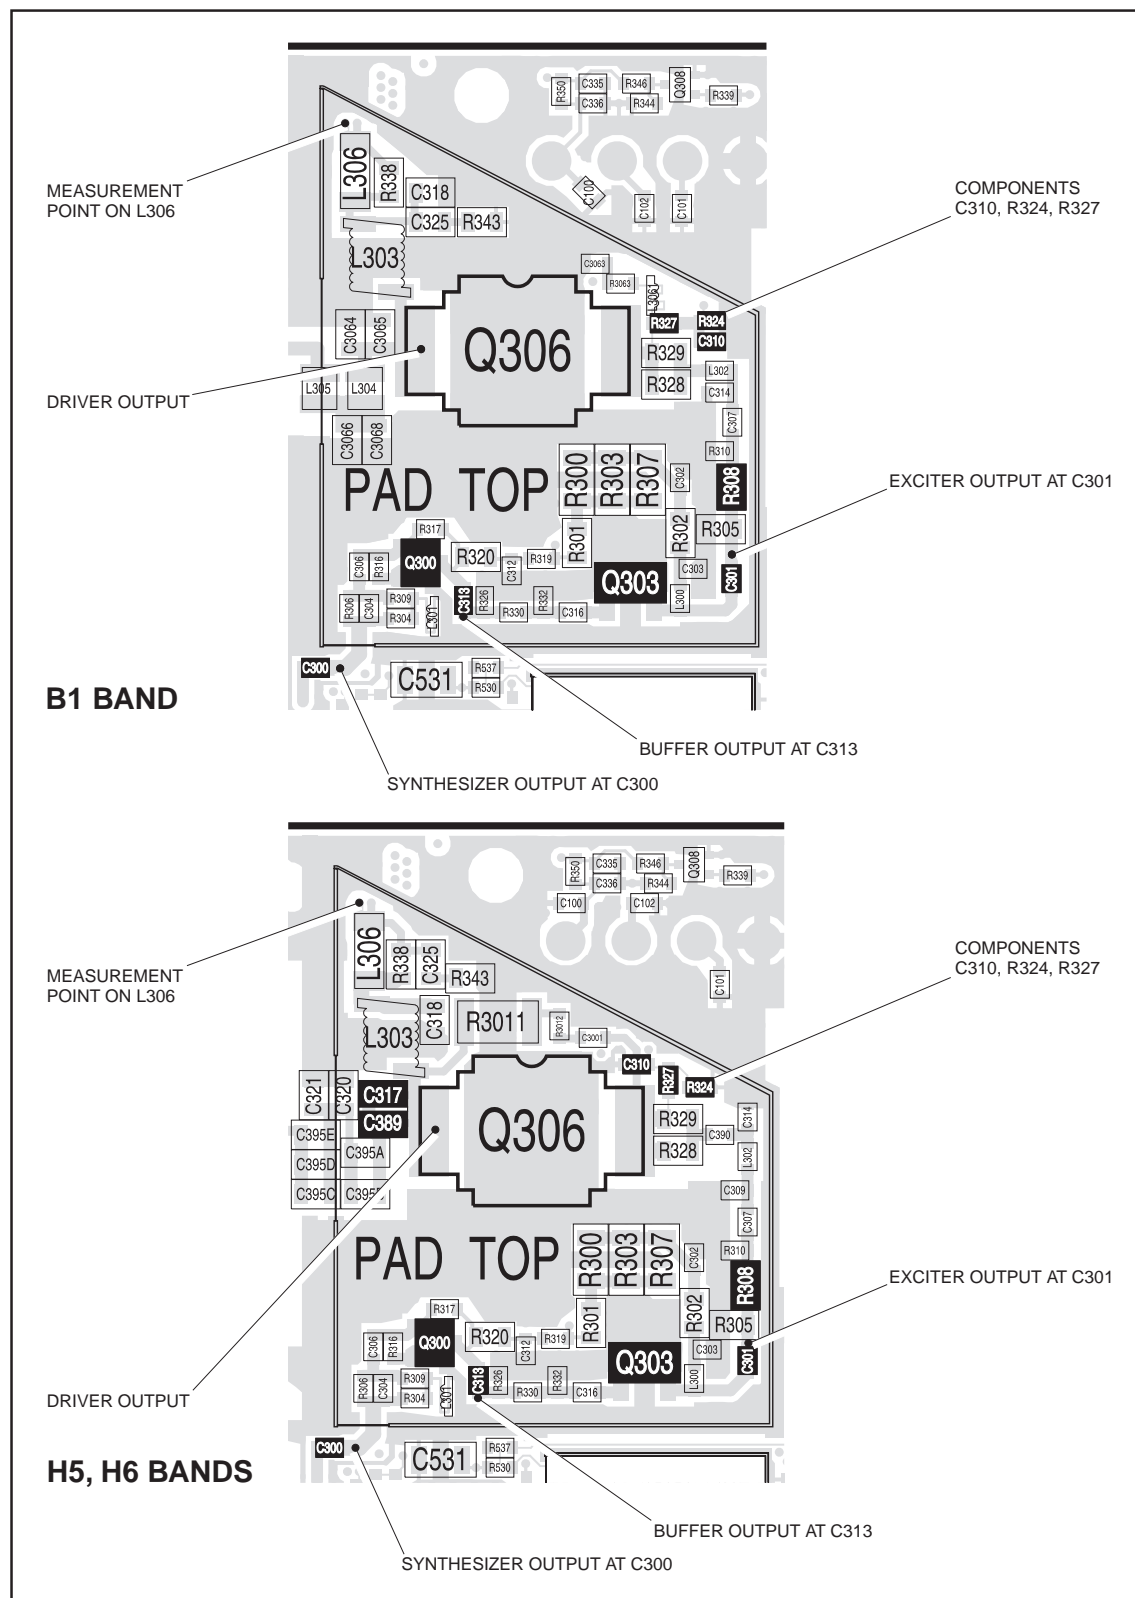 R350
C335
R346
Q308
C336
R344
R339
L306
R338
C318
C100
C102
C101
MEASUREMENT
POINT ON L306
COMPONENTS
C310, R324, R327
C325
R343
L303
C3063
R3063
L3061
C3064
C3065
Q306
R327
R324
C310
R329
L305
L304
R328
L302
C314
DRIVER OUTPUT
C3066
C3068
C307
R310
PAD TOP
R300
R303
R307
C302
R308
EXCITER OUTPUT AT C301
R317
R301
R302
R305
C306
R316
Q300
R320
C312
R319
Q303
C303
C301
R306
C304
R309
R304
L301
C313
R326
R330
R332
C316
L300
C300
C531
R537
R530
B1 BAND
BUFFER OUTPUT AT C313
SYNTHESIZER OUTPUT AT C300
R350
C335
R346
Q308
C336
R344
R339
C100
C102
L306
R338
C325
R343
C101
MEASUREMENT
POINT ON L306
COMPONENTS
C310, R324, R327
L303
C318
R3011
R3012
C3001
C310
R327
R324
C321
C320
C317
C389
Q306
R329
C390
C314
C395E
C395A
R328
L302
C395D
C395C
C395B
C309
C307
PAD TOP
R300
R303
R307
C302
R310
R308
EXCITER OUTPUT AT C301
R317
R301
R302
R305
C306
R316
Q300
R320
C312
R319
Q303
C303
C301
DRIVER OUTPUT
R306
C304
R309
R304
L301
C313
R326
R330
R332
C316
L300
C300
C531
R537
R530
H5, H6 BANDS
BUFFER OUTPUT AT C313
SYNTHESIZER OUTPUT AT C300